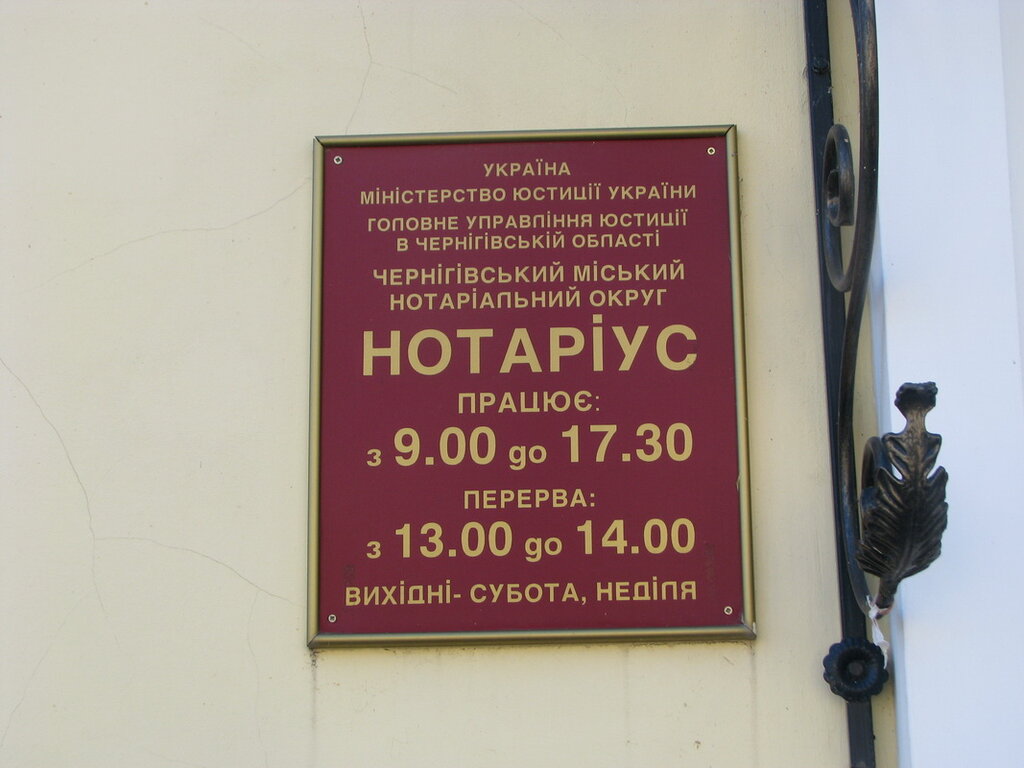 УКРАЇНА
МІНІСТЕРСТВО ЮСТИЦІЇ УКРАЇНИ
ГОЛОВНЕ УПРАВЛІННЯ ЮСТИЦІЇ
В ЧЕРНІГІВСЬКІЙ ОБЛАСТІ
ЧЕРНІГІВСЬКИЙ МІСЬКИЙ
НОТАРІАЛЬНИЙ ОКРУГ
НОТАРІУС
ПРАЦЮЄ:
з 9.00 до 17.30
ПЕРЕРВА:
з 13.00 до 14.00
ВИХІДНІ- СУБОТА, НЕДІЛЯ